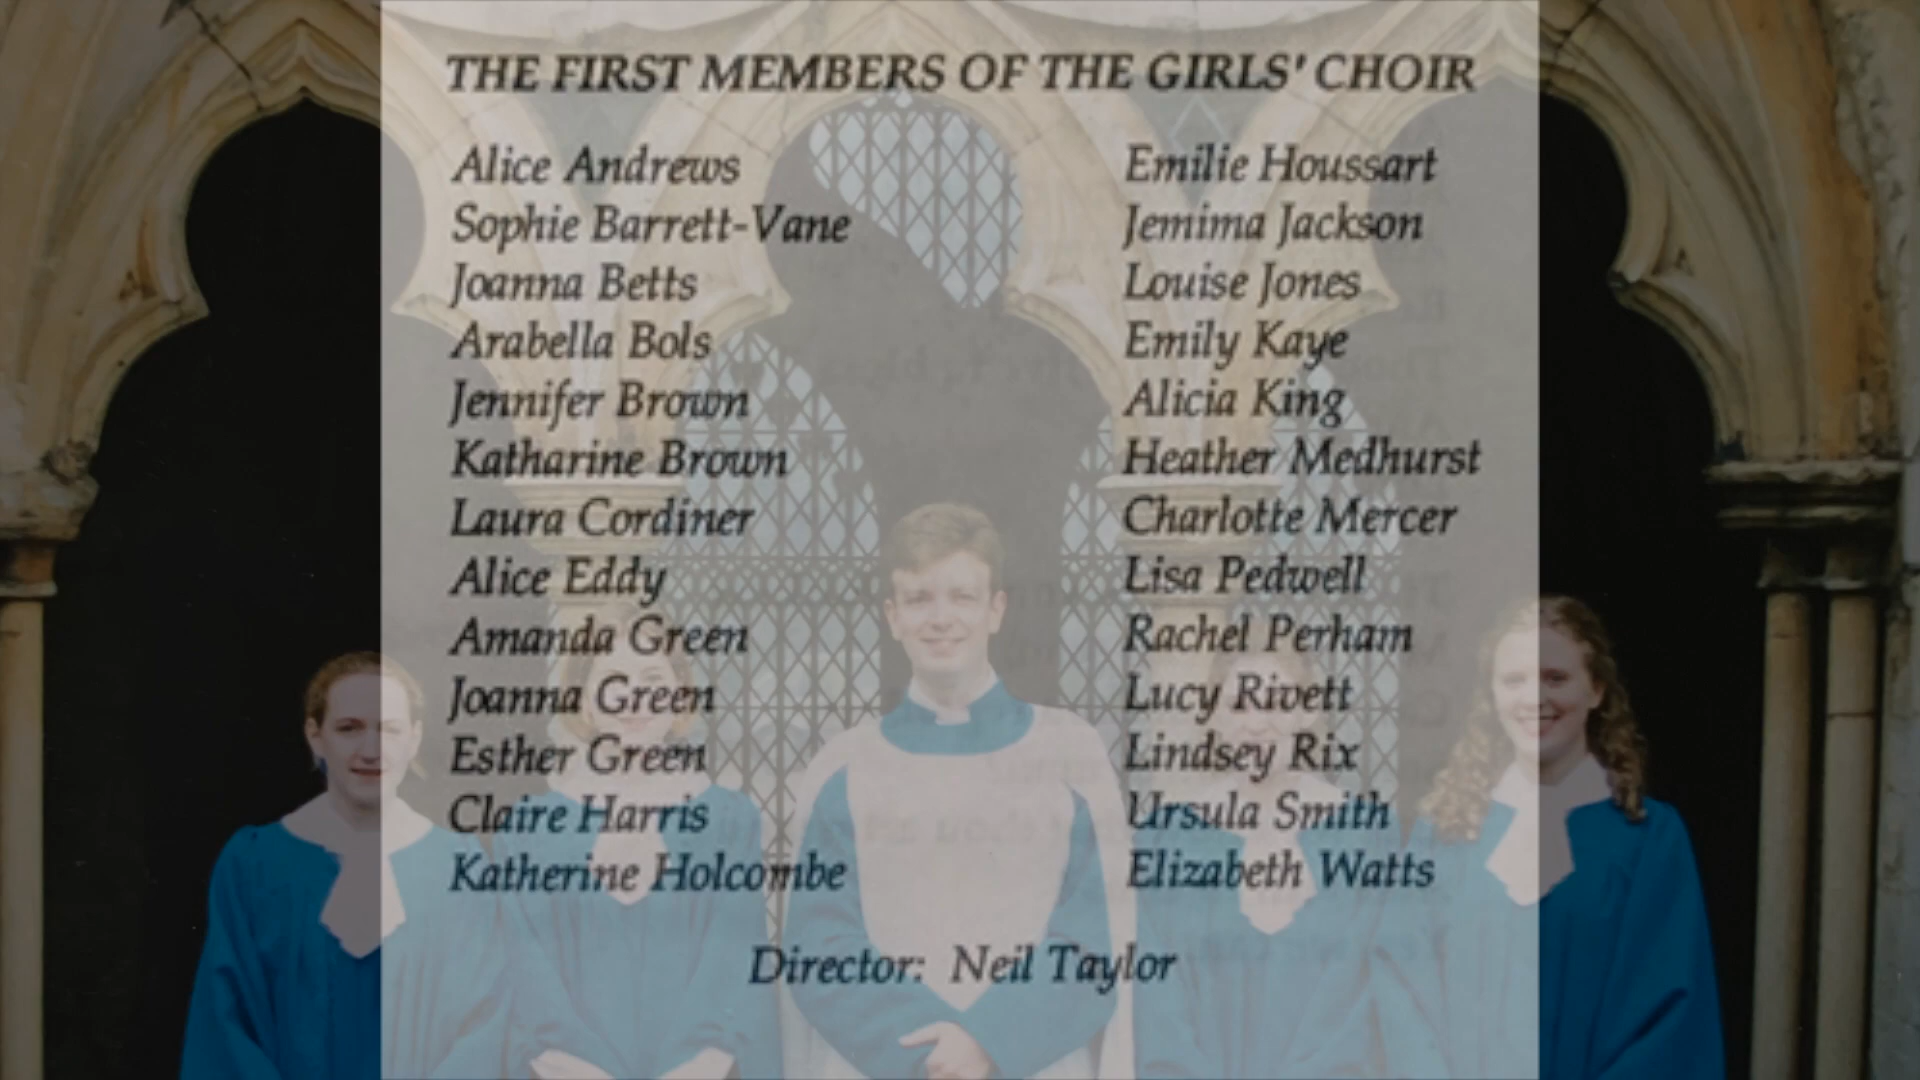 THE FIRST MEMBERS OF THE GIRLS' CHOIR
Alice Andrews
Sophie Barrett-Vane
Joanna Betts
Arabella Bols
Jennifer Brown
Katharine Brown
Laura Cordiner
Alice Eddy
Amanda Green
Joanna Green
Esther Green
Claire Harris
Katherine Holcombe
Emilie Houssart
Jemima Jackson
Louise Jones
Emily Kaye
Alicia King
Heather Medhurst
Charlotte Mercer
Lisa Pedwell
Rachel Perham
Lucy Rivett
Lindsey Rix
Ursula Smith
Elizabeth Watts
Director: Neil Taylor